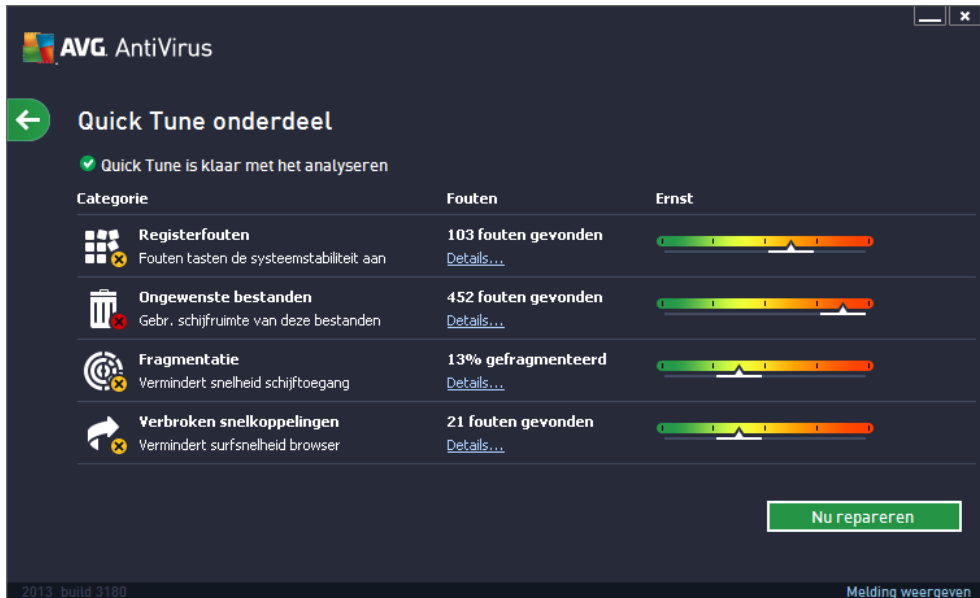 AVG. AntiVirus
Quick Tune onderdeel
Quick Tune is klaar met het analyseren
Categorie Fouten Ernst
Registerfouten 103 fouten gevonden
Fouten tasten de systeemstabiliteit aan Details...
Ongewenste bestanden 452 fouten gevonden
Gebr. schijfruimte van deze bestanden Details...
Fragmentatie 13% gefragmenteerd
Vermindert snelheid schijftoegang Details...
Verbroken snelkoppelingen 21 fouten gevonden
Vermindert surfsnelheid browser Details...
Nu repareren
2013 build 3180 Melding weergeven